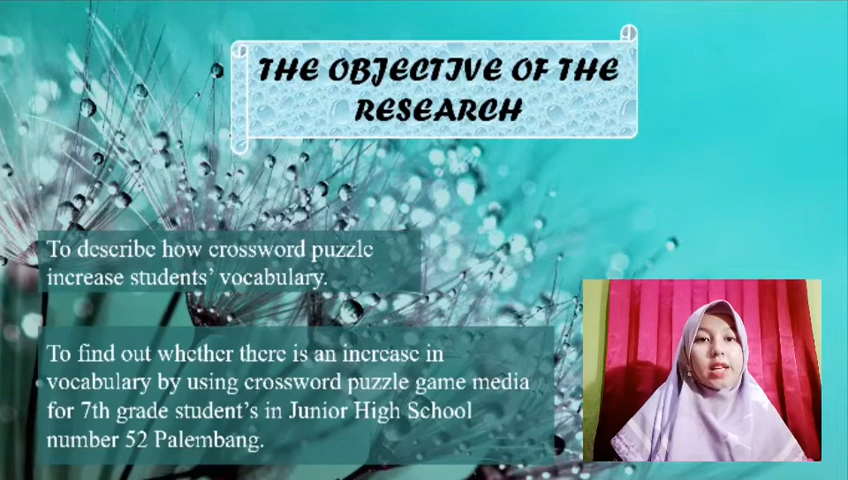 THE OBJECTIVE OF THE
RESEARCH
To describe how crossword puzzle
increase students' vocabulary.
To find out whether there is an increase in
vocabulary by using crossword puzzle game media
for 7th grade student's in Junior High School
number 52 Palembang.